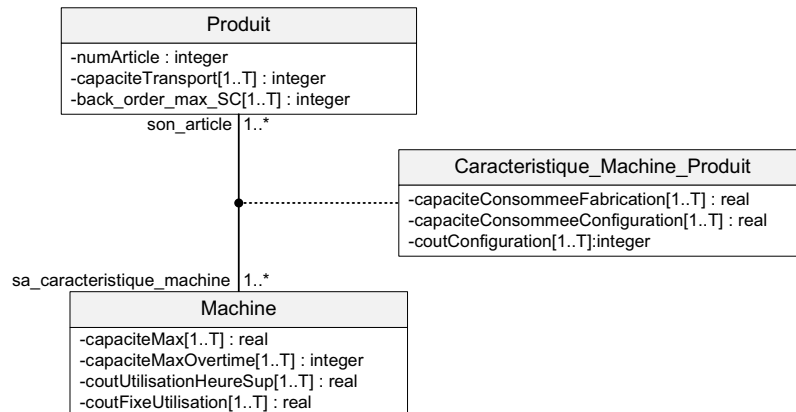 Produit
-numArticle : integer
-capaciteTransport[1..T] : integer
-back_order_max_SC[1..T] : integer
son_article 1..*
Caracteristique_Machine_Produit
-capaciteConsommeeFabrication[1..T] : real
-capaciteConsommeeConfiguration[1..T] : real
-coutConfiguration[1..T]:integer
sa_caracteristique_machine 1..*
Machine
-capaciteMax[1..T] : real
-capaciteMaxOvertime[1..T] : integer
-coutUtilisationHeureSup[1..T] : real
-coutFixeUtilisation[1..T] : real